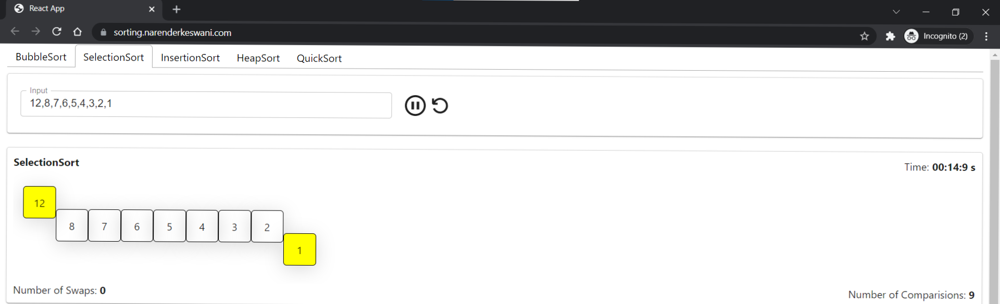 React App
sorting.narenderkeswani.com
Incognito (2)
BubbleSort SelectionSort InsertionSort HeapSort QuickSort
Input
12,8,7,6,5,4,3,2,1
SelectionSort
Time: 00:14:9 s
12
8 7 6 5 4 3 2
1
Number of Swaps: 0
Number of Comparisions: 9